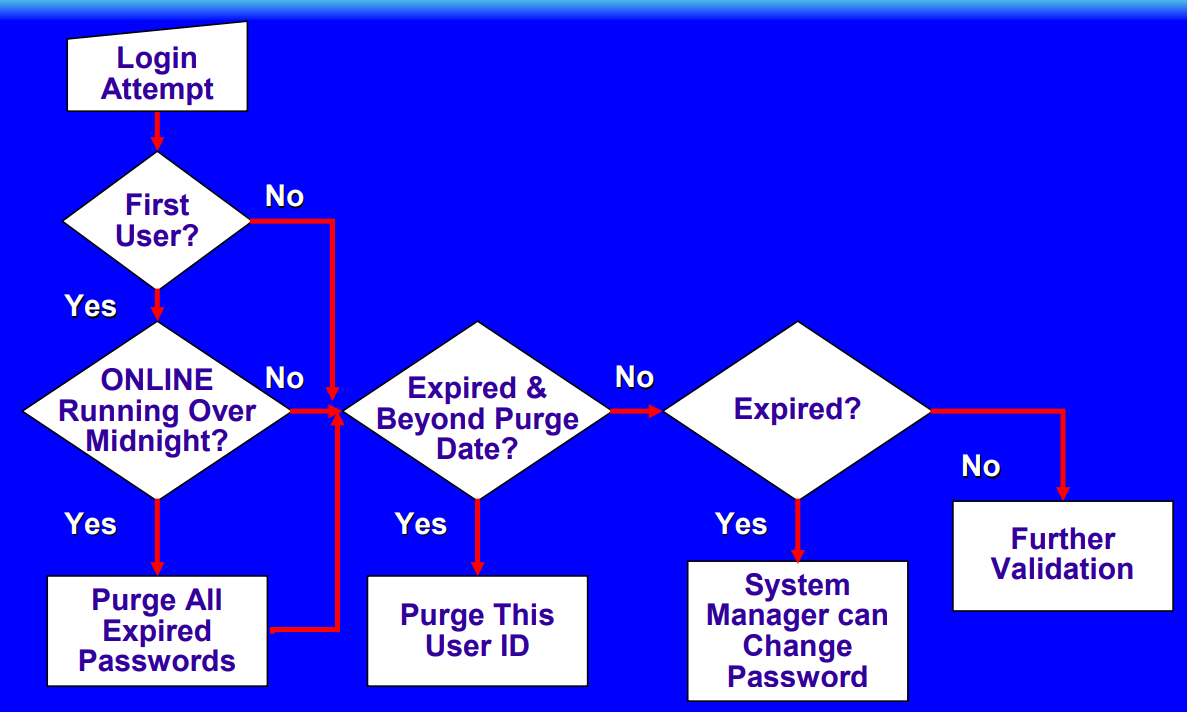 Login
Attempt
First
User?
No
Yes
ONLINE
Running Over
Midnight?
No
Yes
Purge All
Expired
Passwords
Expired &
Beyond Purge
Date?
No
Yes
Purge This
User ID
Expired?
Yes
System
Manager can
Change
Password
No
Further
Validation